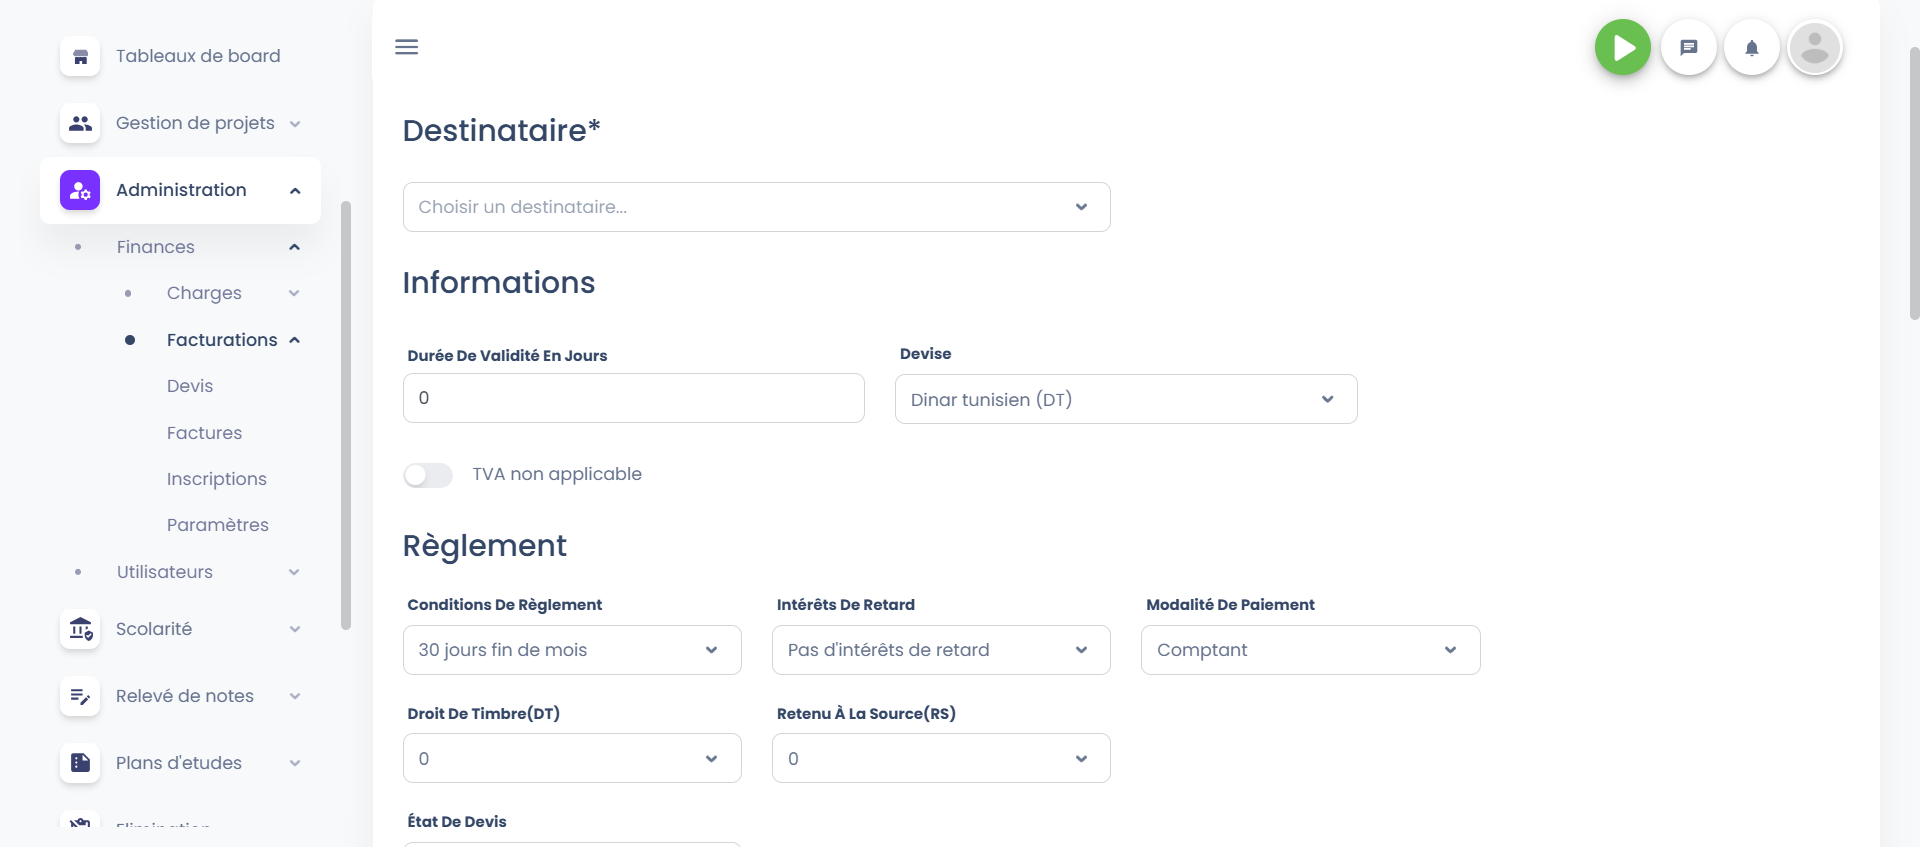 Tableaux de board
Gestion de projets
Administration
Finances
Charges
Facturations
Devis
Factures
Inscriptions
Paramètres
Utilisateurs
Scolarité
Relevé de notes
Plans d'etudes
Destinataire*
Choisir un destinataire...
Informations
Durée De Validité En Jours
Devise
0
Dinar tunisien (DT)
TVA non applicable
Règlement
Conditions De Règlement
Intérêts De Retard
Modalité De Paiement
30 jours fin de mois
Pas d'intérêts de retard
Comptant
Droit De Timbre(DT)
Retenu À La Source(RS)
0
0
État De Devis